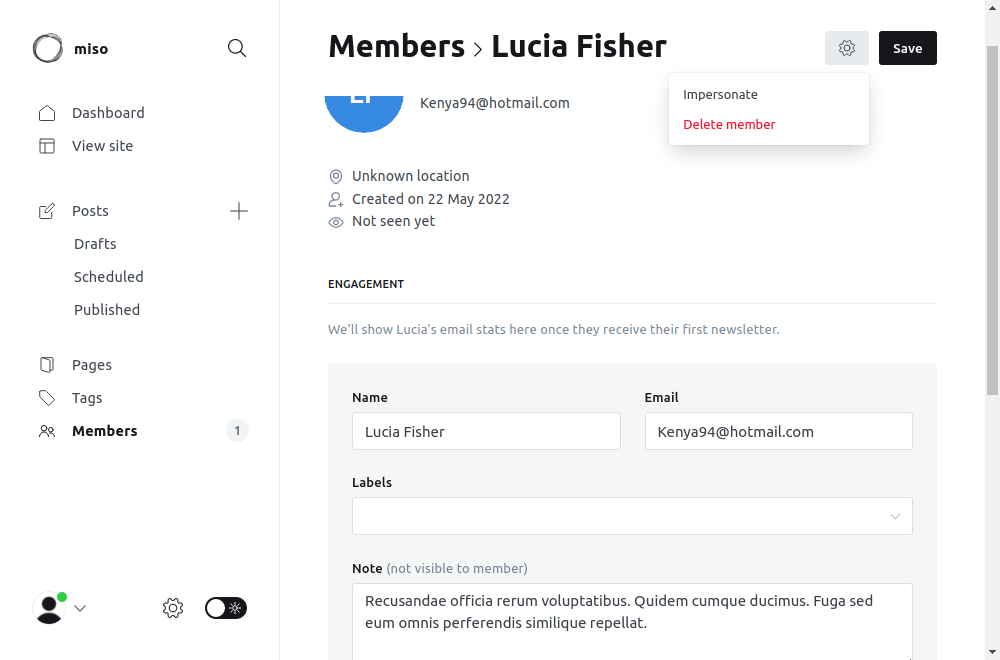 miso
Dashboard
View site
Posts
Drafts
Scheduled
Published
Pages
Tags
Members 1
Members > Lucia Fisher
Save
Impersonate
Delete member
Kenya94@hotmail.com
Unknown location
Created on 22 May 2022
Not seen yet
ENGAGEMENT
We'll show Lucia's email stats here once they receive their first newsletter.
Name
Lucia Fisher
Email
Kenya94@hotmail.com
Labels
Note (not visible to member)
Recusandae officia rerum voluptatibus. Quidem cumque ducimus. Fuga sed
eum omnis perferendis similique repellat.